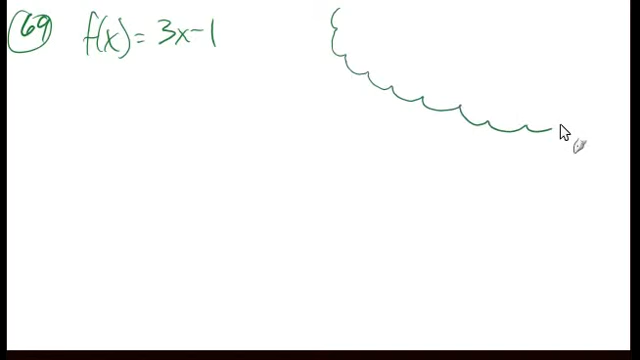 69 f(x) = 3x-1